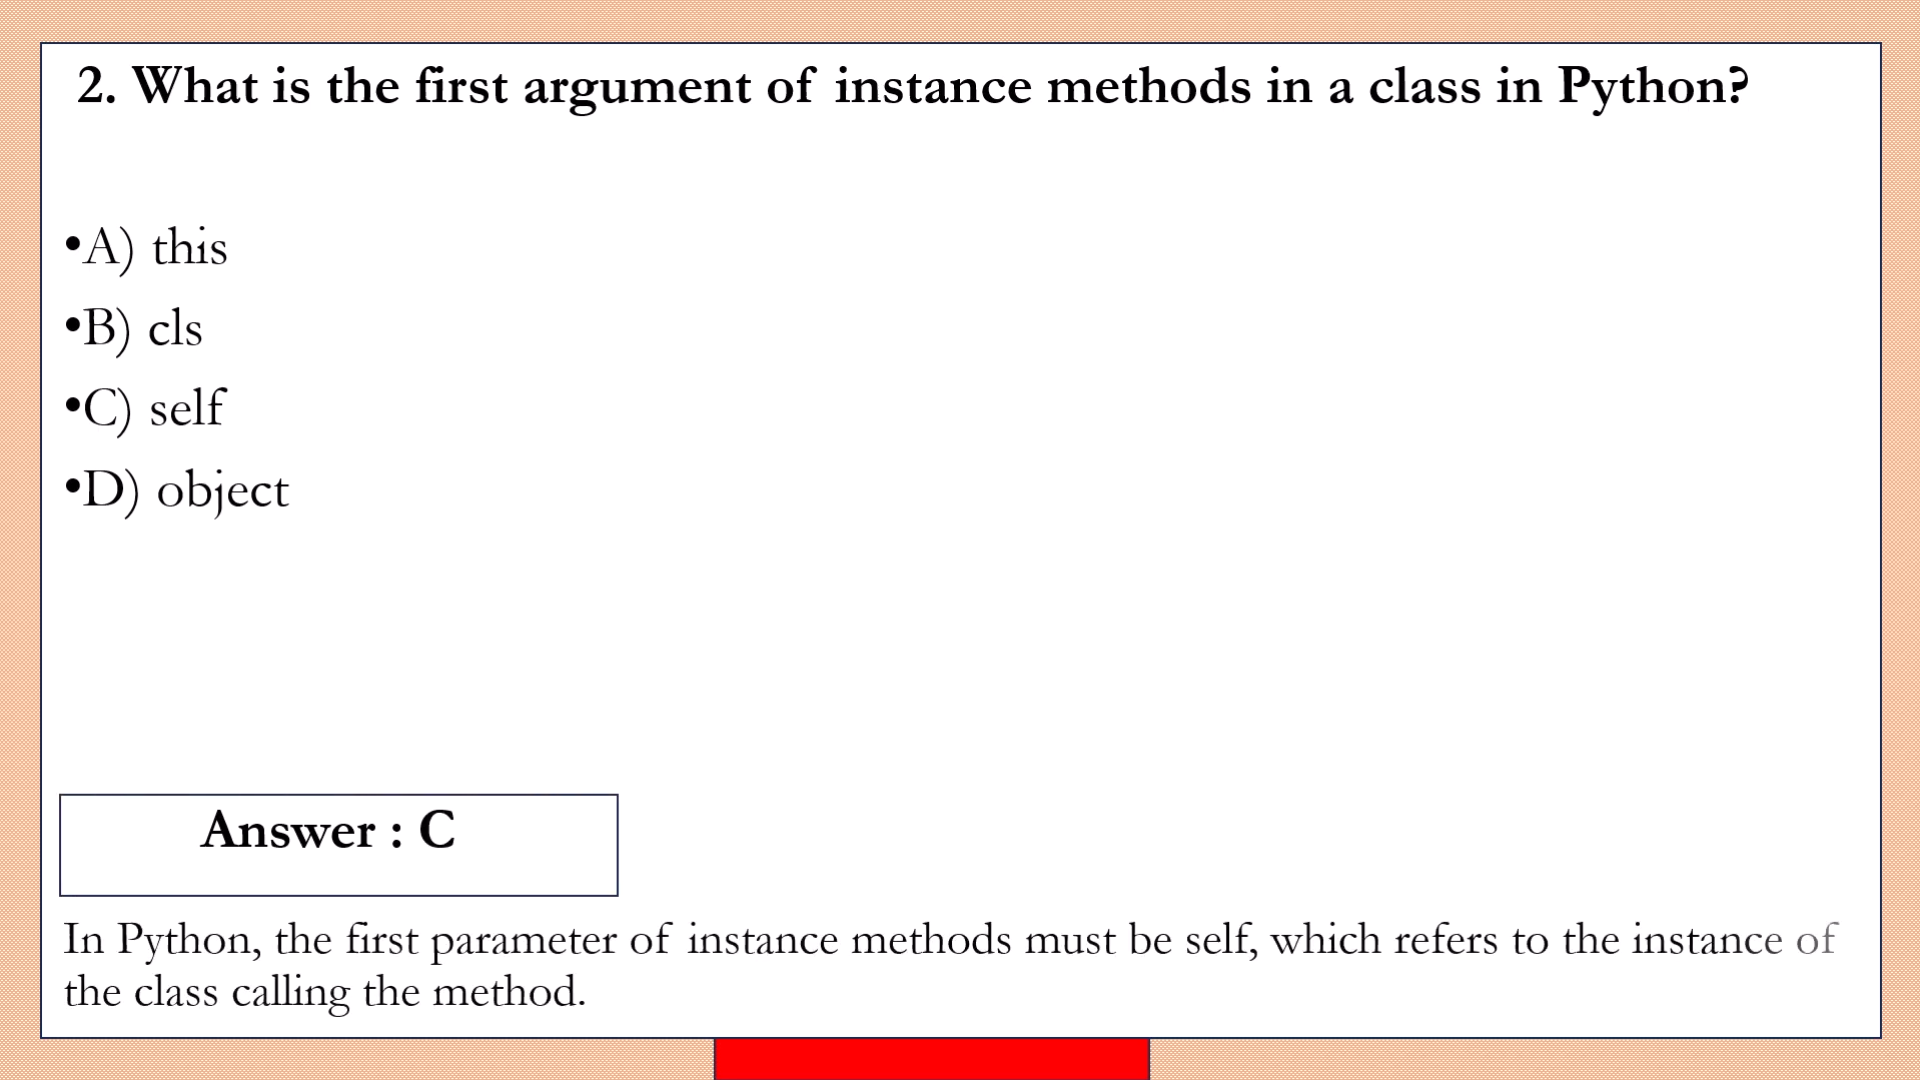 2. What is the first argument of instance methods in a class in Python?
•A) this
•B) cls
•C) self
•D) object
Answer : C
In Python, the first parameter of instance methods must be self, which refers to the instance of
the class calling the method.